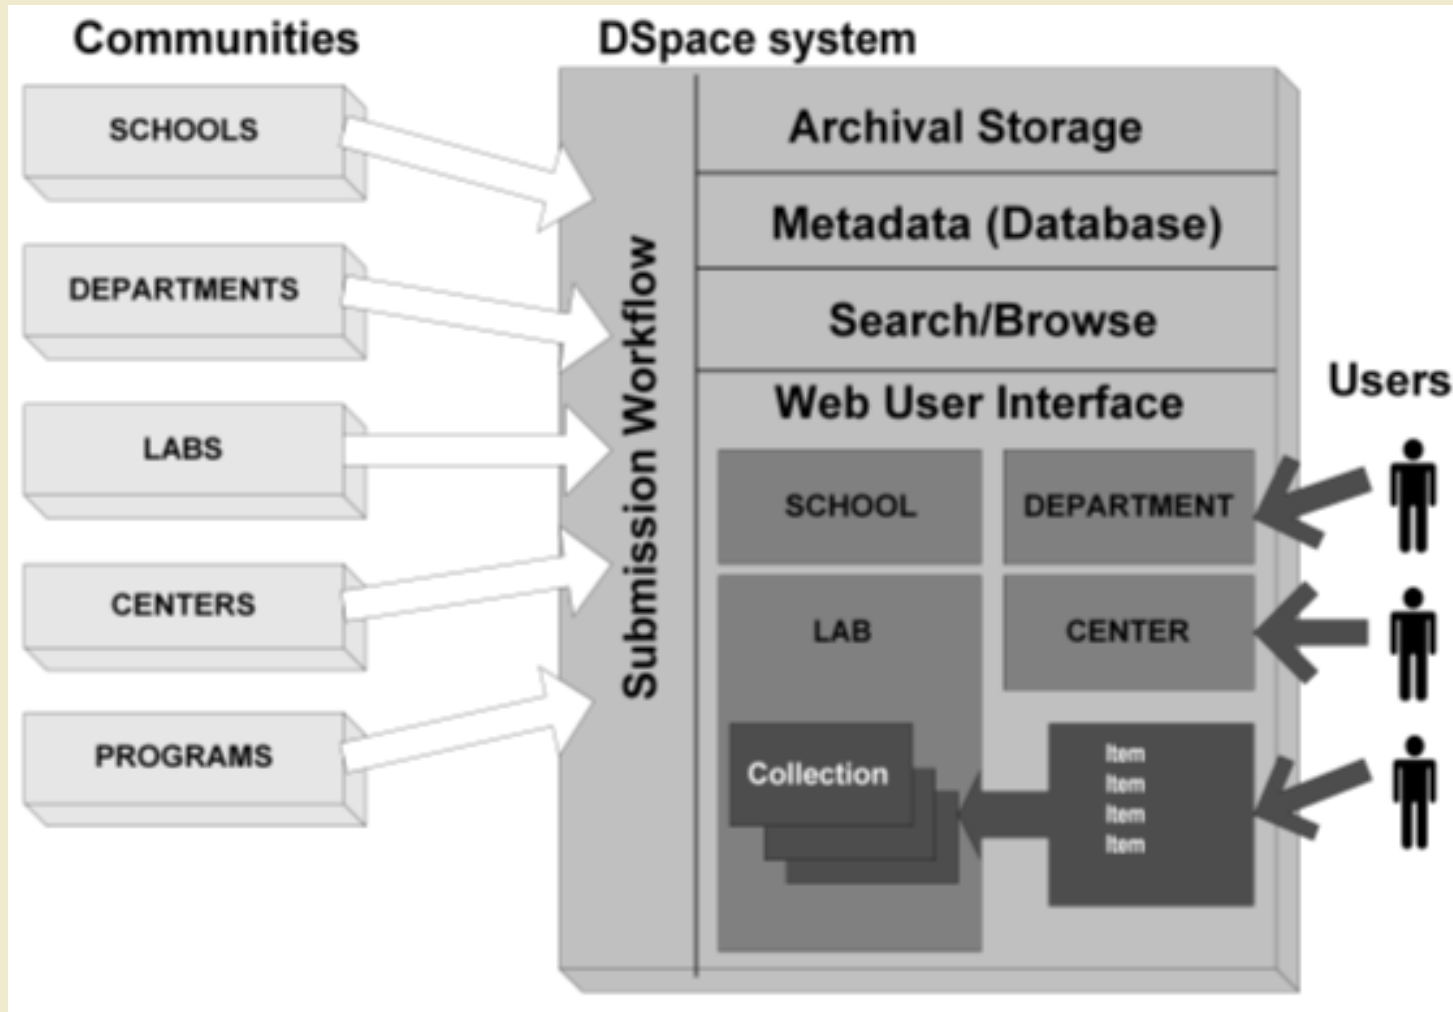 Communities
SCHOOLS
DEPARTMENTS
LABS
CENTERS
PROGRAMS
DSpace system
Submission Workflow
Archival Storage
Metadata (Database)
Search/Browse
Web User Interface
SCHOOL
DEPARTMENT
LAB
CENTER
Collection
Item
Item
Item
Item
Users